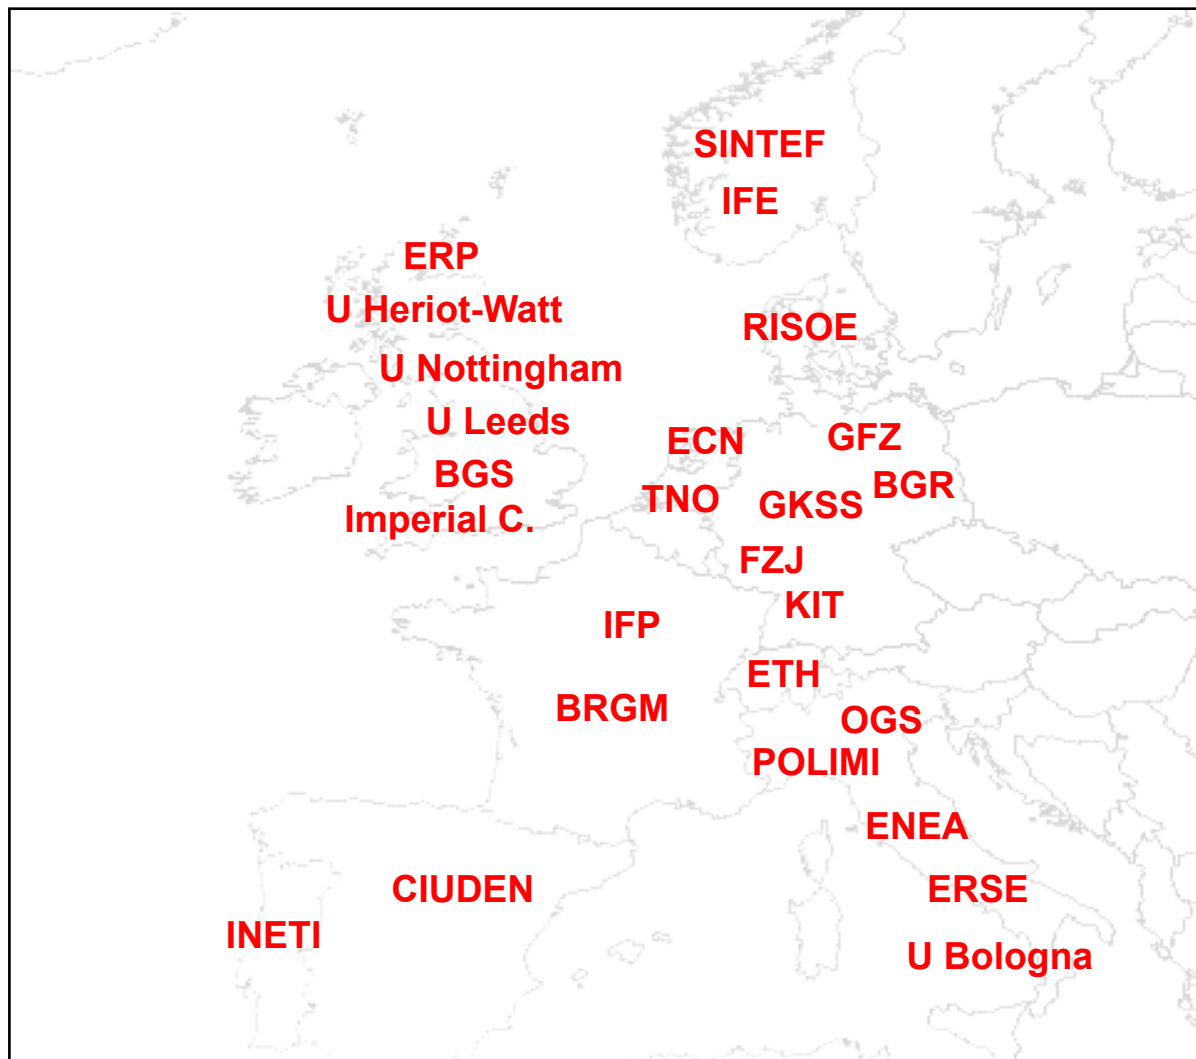 SINTEF
IFE
ERP
U Heriot-Watt
RISOE
U Nottingham
U Leeds
ECN
GFZ
BGS
BGR
TNO
GKSS
Imperial C.
FZJ
KIT
IFP
ETH
BRGM
OGS
POLIMI
ENEA
CIUDEN
ERSE
INETI
U Bologna